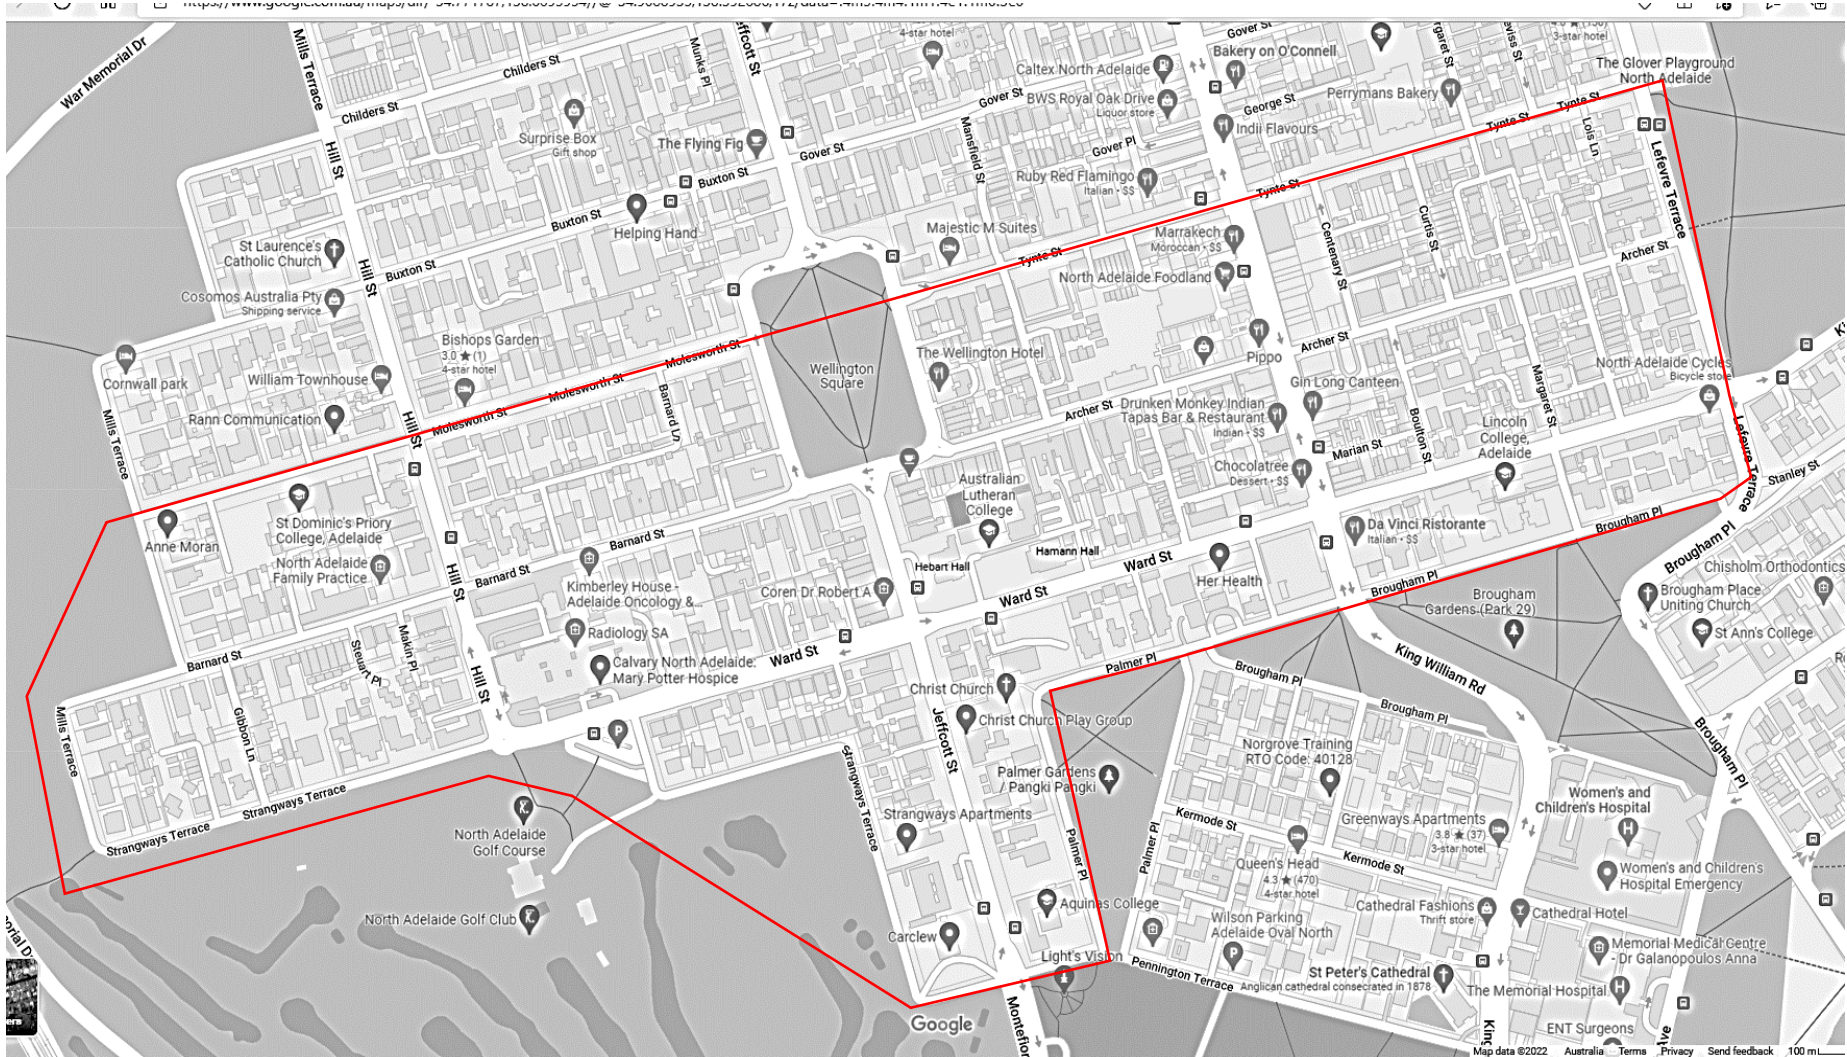 War Memorial Dr
Mills Terrace
Childers St
Childers St
Munks Pl
4-star hotel
Gover St
Caltex North Adelaide
BWS Royal Oak Drive
Liquor store
Bakery on O'Connell
George St
Perrymans Bakery
3-star hotel
The Glover Playground
North Adelaide
Tynte St
Tynte St
Lois Ln
Lefevre Terrace
Indii Flavours
Gover St
Gover Pl
Mansfield St
Surprise Box
Gift shop
The Flying Fig
Gover St
Buxton St
Hill St
Ruby Red Flamingo
Italian • $$
Tynte St
Buxton St
Helping Hand
St Laurence's
Catholic Church
Hill St
Buxton St
Majestic M Suites
Tynte St
Marrakech
Moroccan • $$
Centenary St
Curtis St
Archer St
North Adelaide Foodland
Cosomos Australia Pty
Shipping service
Bishops Garden
3.0 ★ (1)
4-star hotel
Molesworth St
Molesworth St
Molesworth St
Wellington
Square
The Wellington Hotel
Archer St
Pippo
North Adelaide Cycles
Bicycle store
Cornwall park
William Townhouse
Rann Communication
Mills Terrace
Hill St
Barnard Ln
Gin Long Canteen
Drunken Monkey Indian
Tapas Bar & Restaurant
Indian • $$
Archer St
Boulton St
Margaret St
Lincoln
College,
Adelaide
Marian St
Lefevre Terrace
Stanley St
Chocolatree
Dessert • $$
Australian
Lutheran
College
St Dominic's Priory
College, Adelaide
Anne Moran
North Adelaide
Family Practice
Barnard St
Barnard St
Hill St
Kimberley House -
Adelaide Oncology &...
Coren Dr Robert A
Hebart Hall
Hamann Hall
Ward St
Ward St
Her Health
Da Vinci Ristorante
Italian • $$
Brougham Pl
Brougham Pl
Brougham Pl
Chisholm Orthodontics
Brougham
Gardens (Park 29)
Brougham Place
Uniting Church
St Ann's College
Radiology SA
Calvary North Adelaide:
Mary Potter Hospice
Ward St
Barnard St
Steuart Pl
Makin Pl
Hill St
Palmer Pl
Brougham Pl
Brougham Pl
King William Rd
Christ Church
Christ Church Play Group
Jeffcott St
Mills Terrace
Gibbon Ln
Strangways Terrace
Strangways Terrace
Strangways Terrace
Norgrove Training
RTO Code: 40128
Brougham Pl
Palmer Gardens
/ Pangki Pangki
North Adelaide
Golf Course
Strangways Apartments
Palmer Pl
Palmer Pl
Kermode St
Kermode St
Greenways Apartments
3.8 ★ (37)
3-star hotel
Women's and
Children's Hospital
Queen's Head
4.3 ★ (470)
4-star hotel
Women's and Children's
Hospital Emergency
North Adelaide Golf Club
Aquinas College
Carclew
Light's Vision
Wilson Parking
Adelaide Oval North
Cathedral Fashions
Thrift store
Cathedral Hotel
Pennington Terrace
St Peter's Cathedral
Anglican cathedral consecrated in 1878
Memorial Medical Centre
- Dr Galanopoulos Anna
The Memorial Hospital
ENT Surgeons
Google
Map data ©2022 Australia Terms Privacy Send feedback 100 m